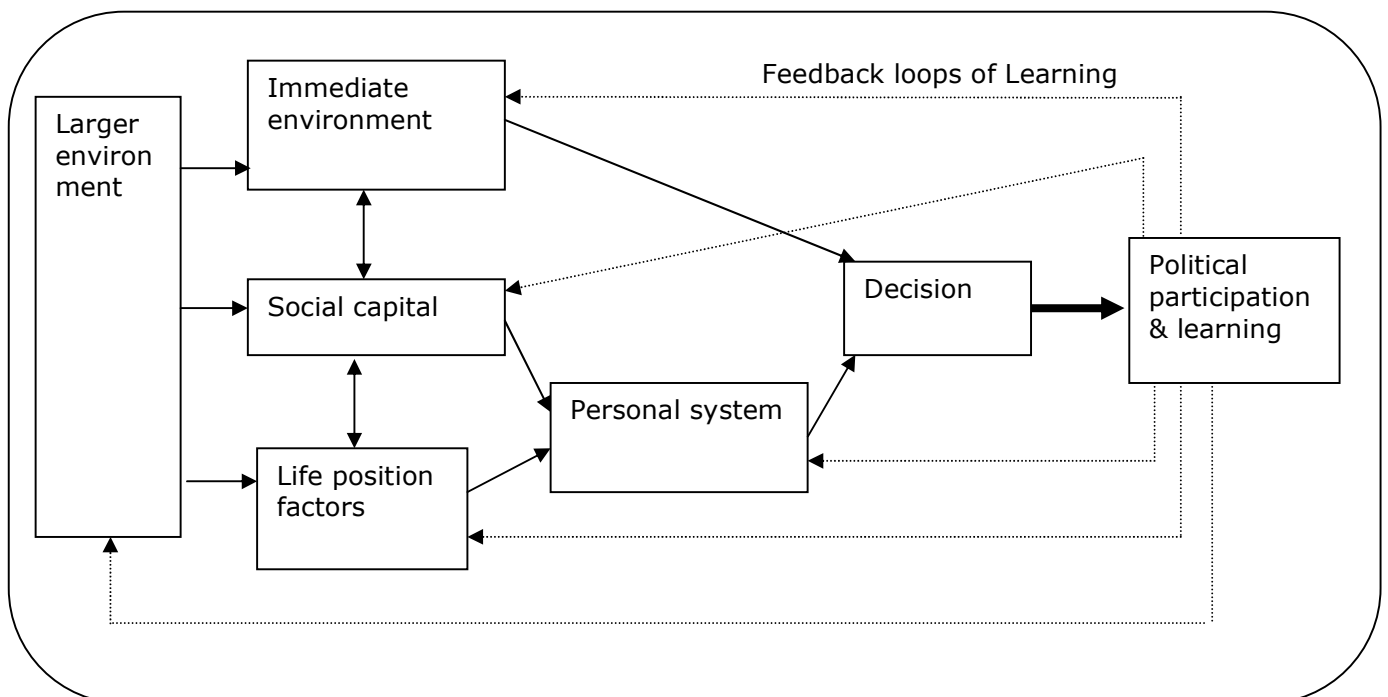 Feedback loops of Learning
Immediate
environment
Larger
environ
ment
Social capital
Decision
Political
participation
& learning
Personal system
Life position
factors